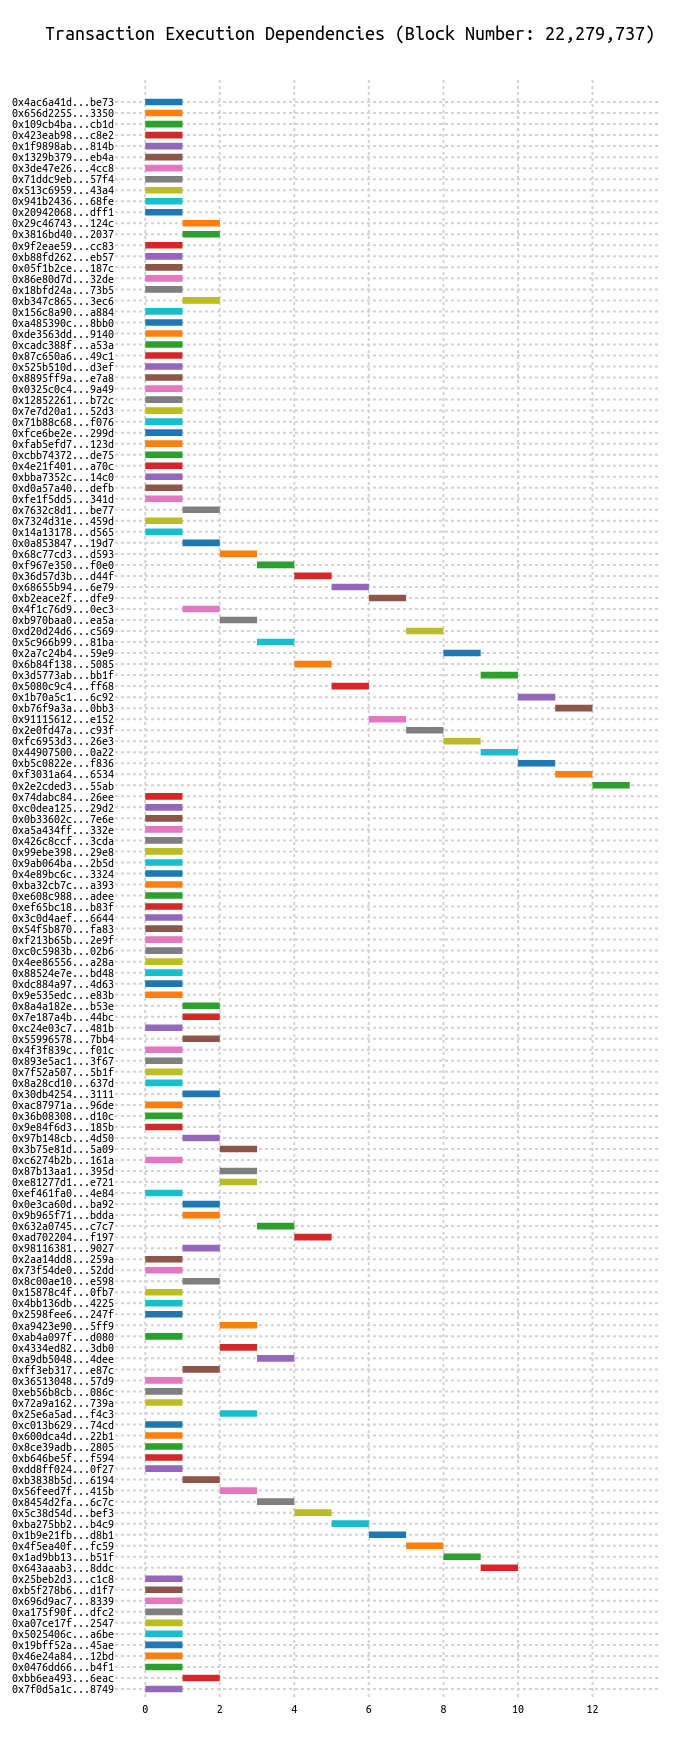 Transaction Execution Dependencies (Block Number: 22,279,737)
0x4ac6a41d...be73
0x656d2255...3350
0x109cb4ba...cb1d
0x423eab98...c8e2
0x1f9898ab...814b
0x1329b379...eb4a
0x3de47e26...4cc8
0x71ddc9eb...57f4
0x513c6959...43a4
0x941b2436...68fe
0x20942068...dff1
0x29c46743...124c
0x3816bd40...2037
0x9f2eae59...cc83
0xb88fd262...eb57
0x05f1b2ce...187c
0x86e80d7d...32de
0x18bfd24a...73b5
0xb347c865...3ec6
0x156c8a90...a884
0xa485390c...8bb0
0xde3563dd...9140
0xcadc388f...a53a
0x87c650a6...49c1
0x525b510d...d3ef
0x8895ff9a...e7a8
0x0325c0c4...9a49
0x12852261...b72c
0x7e7d20a1...52d3
0x71b88c68...f076
0xfce6be2e...299d
0xfab5efd7...123d
0xcbb74372...de75
0x4e21f401...a70c
0xbba7352c...14c0
0xd0a57a40...defb
0xfe1f5dd5...341d
0x7632c8d1...be77
0x7324d31e...459d
0x14a13178...d565
0x0a853847...19d7
0x68c77cd3...d593
0xf967e350...f0e0
0x36d57d3b...d44f
0x68655b94...6e79
0xb2eace2f...dfe9
0x4f1c76d9...0ec3
0xb970baa0...ea5a
0xd20d24d6...c569
0x5c966b99...81ba
0x2a7c24b4...59e9
0x6b84f138...5085
0x3d5773ab...bb1f
0x5080c9c4...ff68
0x1b70a5c1...6c92
0xb76f9a3a...0bb3
0x91115612...e152
0x2e0fd47a...c93f
0xfc6953d3...26e3
0x44907500...0a22
0xb5c0822e...f836
0xf3031a64...6534
0x2e2cded3...55ab
0x74dabc84...26ee
0xc0dea125...29d2
0x0b33602c...7e6e
0xa5a434ff...332e
0x426c8ccf...3cda
0x99ebe398...29e8
0x9ab064ba...2b5d
0x4e89bc6c...3324
0xba32cb7c...a393
0xe608c988...adee
0xef65bc18...b83f
0x3c0d4aef...6644
0x54f5b870...fa83
0xf213b65b...2e9f
0xc0c5983b...02b6
0x4ee86556...a28a
0x88524e7e...bd48
0xdc884a97...4d63
0x9e535edc...e83b
0x8a4a182e...b53e
0x7e187a4b...44bc
0xc24e03c7...481b
0x55996578...7bb4
0x4f3f839c...f01c
0x893e5ac1...3f67
0x7f52a507...5b1f
0x8a28cd10...637d
0x30db4254...3111
0xac87971a...96de
0x36b08308...d10c
0x9e84f6d3...185b
0x97b148cb...4d50
0x3b75e81d...5a09
0xc6274b2b...161a
0x87b13aa1...395d
0xe81277d1...e721
0xef461fa0...4e84
0x0e3ca60d...ba92
0x9b965f71...bdda
0x632a0745...c7c7
0xad702204...f197
0x98116381...9027
0x2aa14dd8...259a
0x73f54de0...52dd
0x8c00ae10...e598
0x15878c4f...0fb7
0x4bb136db...4225
0x2598fee6...247f
0xa9423e90...5ff9
0xab4a097f...d080
0x4334ed82...3db0
0xa9db5048...4dee
0xff3eb317...e87c
0x36513048...57d9
0xeb56b8cb...086c
0x72a9a162...739a
0x25e6a5ad...f4c3
0xc013b629...74cd
0x600dca4d...22b1
0x8ce39adb...2805
0xb646be5f...f594
0xdd8ff024...0f27
0xb3838b5d...6194
0x56feed7f...415b
0x8454d2fa...6c7c
0x5c38d54d...bef3
0xba275bb2...b4c9
0x1b9e21fb...d8b1
0x4f5ea40f...fc59
0x1ad9bb13...b51f
0x643aaab3...8ddc
0x25beb2d3...c1c8
0xb5f278b6...d1f7
0x696d9ac7...8339
0xa175f90f...dfc2
0xa07ce17f...2547
0x5025406c...a6be
0x19bff52a...45ae
0x46e24a84...12bd
0x0476dd66...b4f1
0xbb6ea493...6eac
0x7f0d5a1c...8749
0 2 4 6 8 10 12